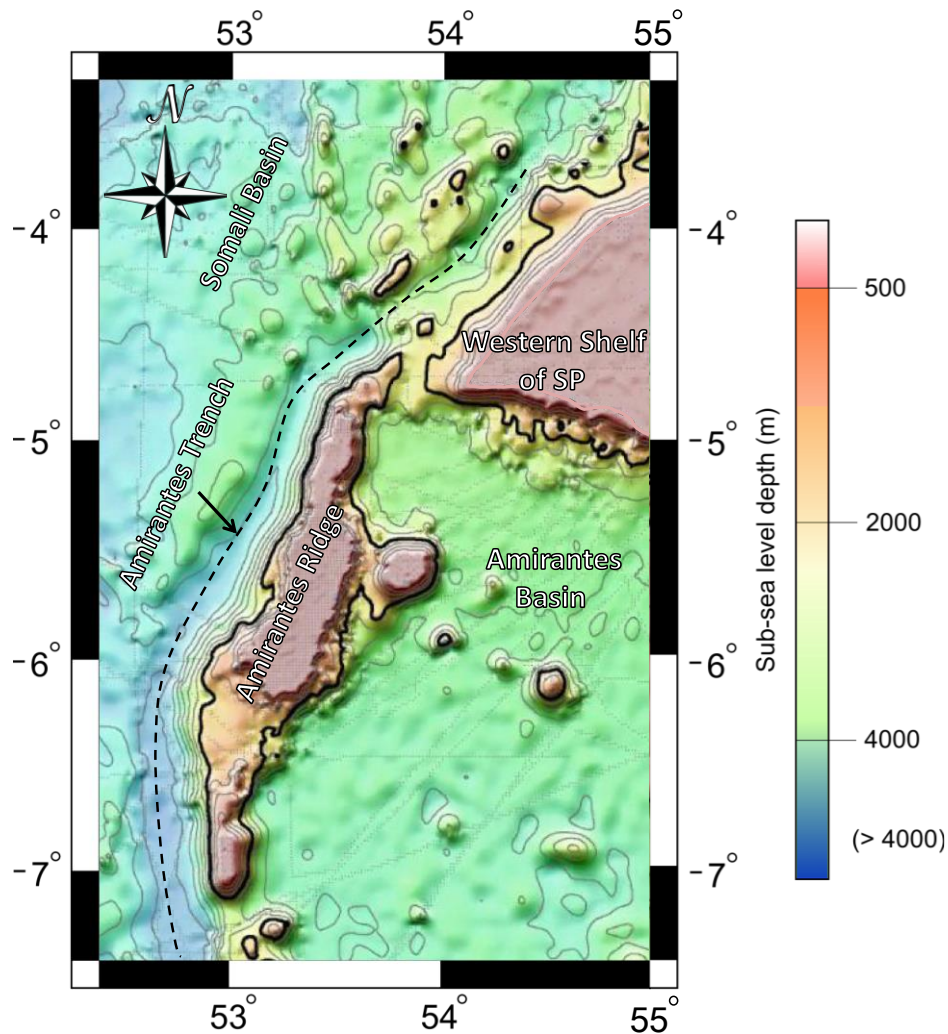 53° 54° 55°
N
Somali Basin
−4° −4°
500
Western Shelf
of SP
Amirantes Trench
−5° −5°
Sub-sea level depth (m)
2000
Amirantes Ridge
Amirantes
Basin
−6° −6°
4000
(> 4000)
−7° −7°
53° 54° 55°